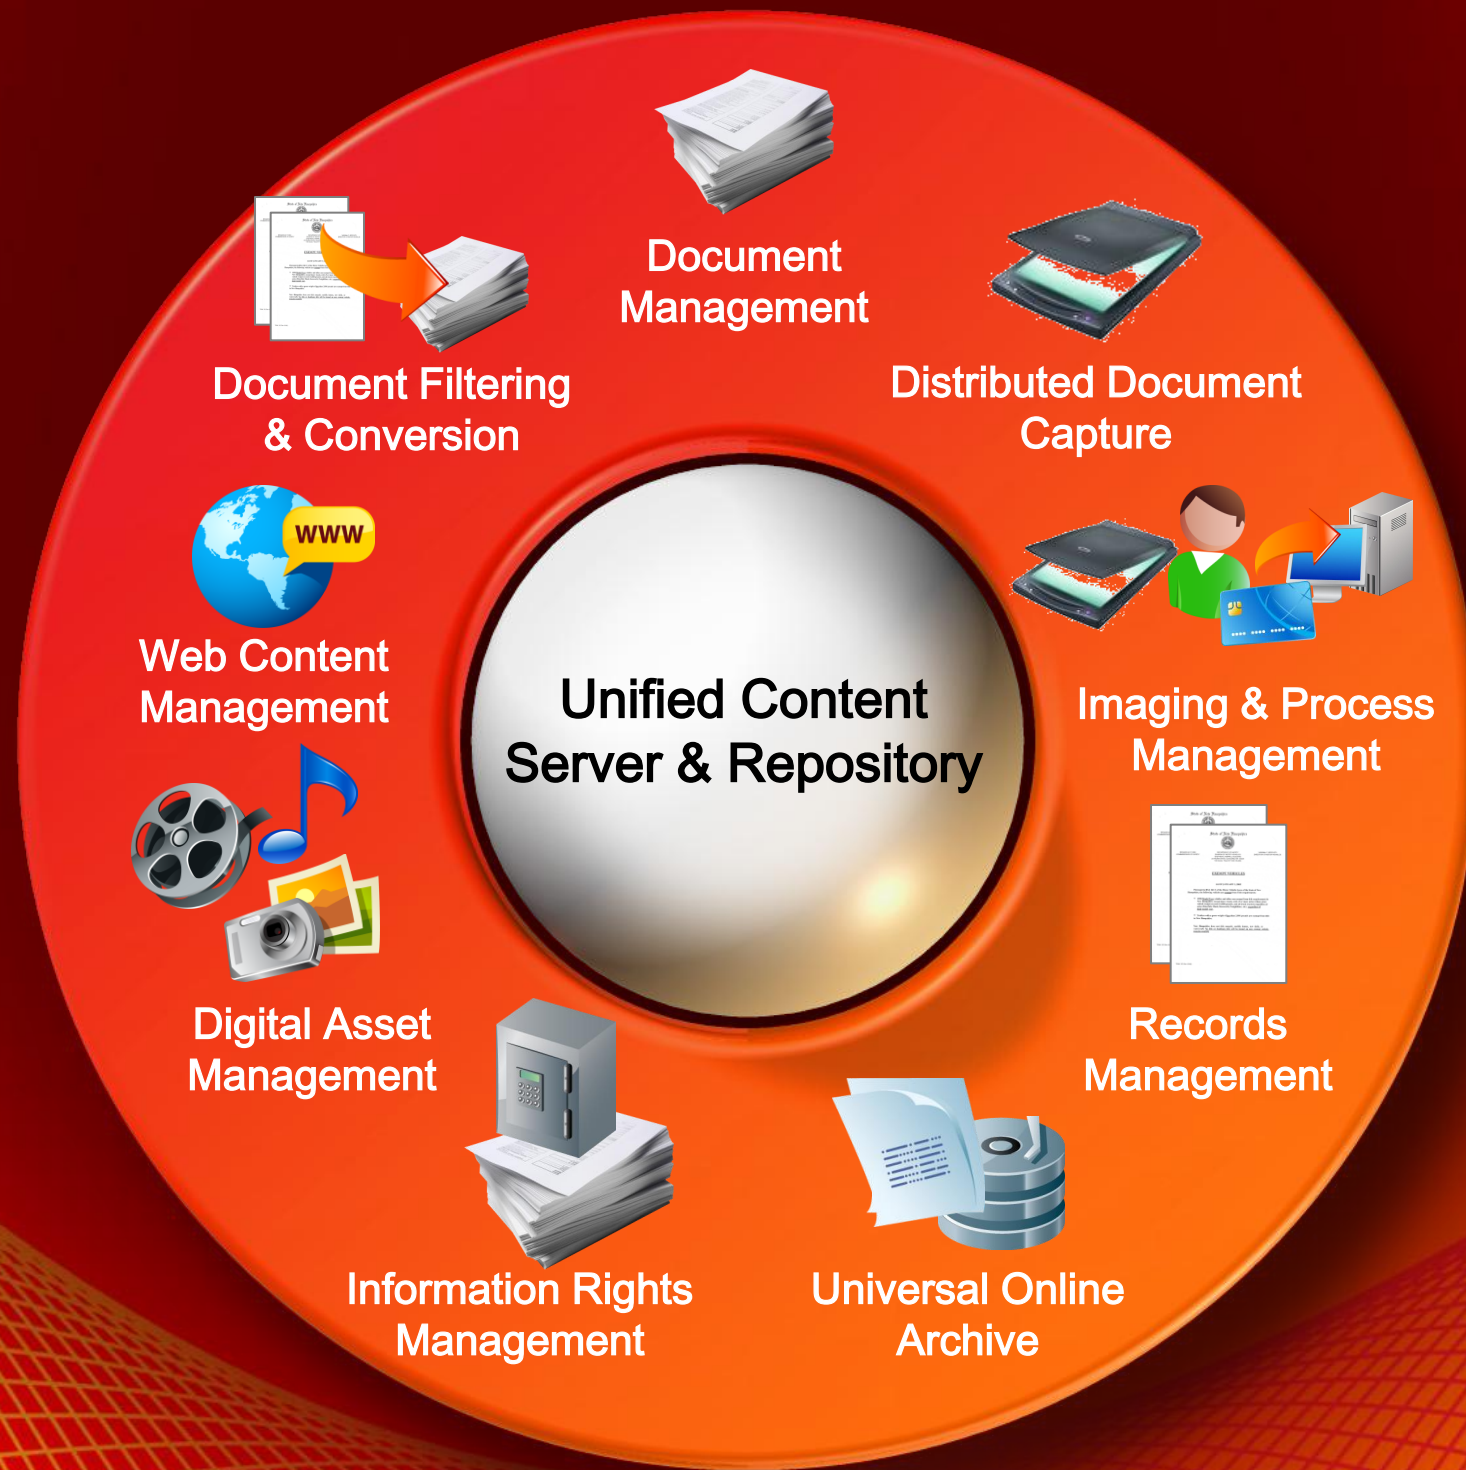 Document
Management
Distributed Document
Capture
Imaging & Process
Management
Records
Management
Universal Online
Archive
Information Rights
Management
Digital Asset
Management
Web Content
Management
WWW
Document Filtering
& Conversion
Unified Content
Server & Repository